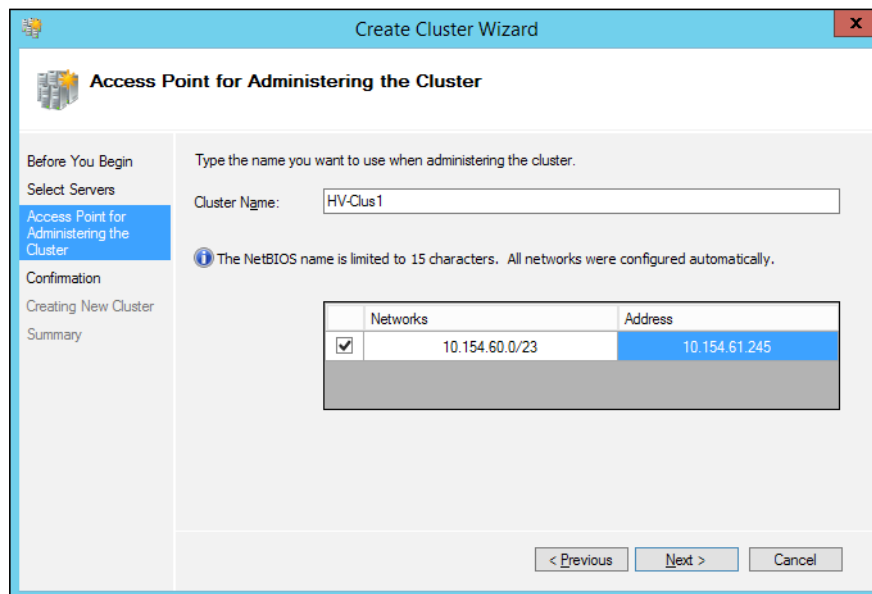 Create Cluster Wizard
x
Access Point for Administering the Cluster
Before You Begin
Select Servers
Access Point for
Administering the
Cluster
Confirmation
Creating New Cluster
Summary
Type the name you want to use when administering the cluster.
Cluster Name: HV-Clus1
The NetBIOS name is limited to 15 characters. All networks were configured automatically.
Networks Address
10.154.60.0/23 10.154.61.245
< Previous Next > Cancel